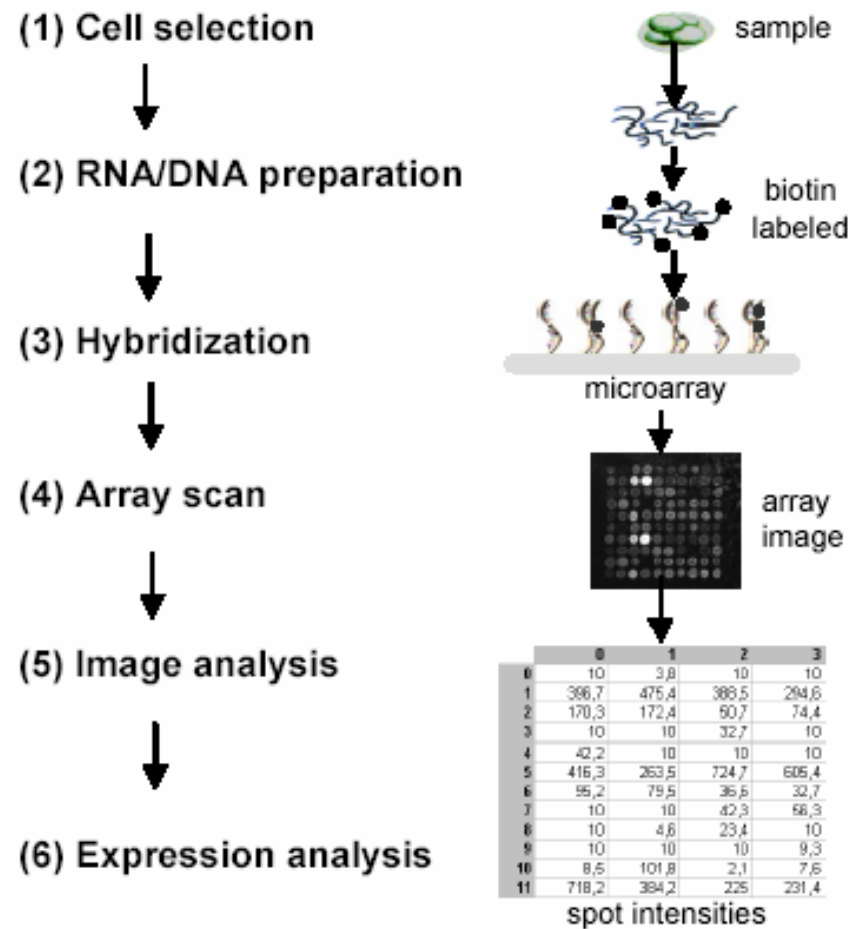 (1) Cell selection
(2) RNA/DNA preparation
(3) Hybridization
(4) Array scan
(5) Image analysis
(6) Expression analysis
sample
biotin
labeled
microarray
array
image
0 1 2 3
0 10 3,8 10 10
1 396,7 475,4 388,5 294,6
2 170,3 172,4 50,7 74,4
3 10 10 32,7 10
4 42,2 10 10 10
5 416,3 263,5 724,7 605,4
6 95,2 79,5 36,6 32,7
7 10 10 42,3 56,3
8 10 4,6 23,4 10
9 10 10 10 9,3
10 8,6 101,8 2,1 7,6
11 718,2 384,2 225 231,4
spot intensities